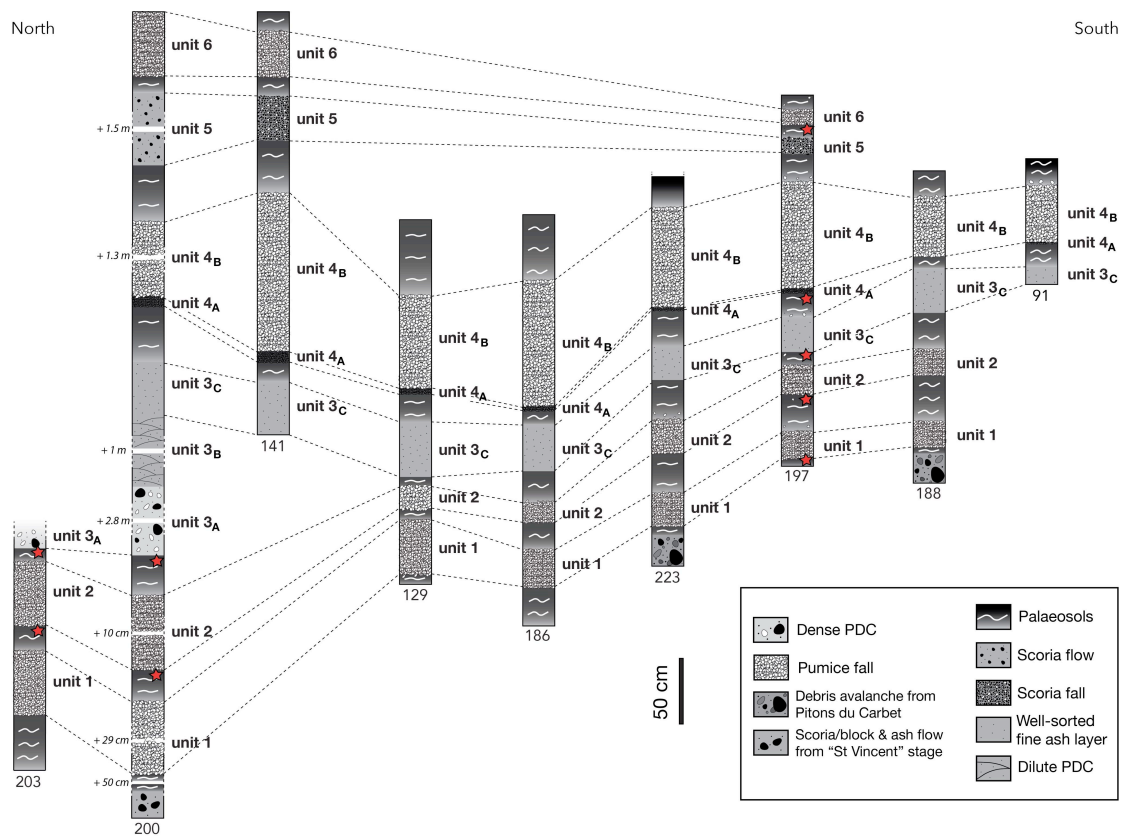 North
South
unit 6
unit 5
+ 1.5 m
unit 4B
+ 1.3 m
unit 4A
unit 3C
unit 3B
+ 1 m
unit 3A
+ 2.8 m
unit 2
+ 10 cm
unit 1
+ 29 cm
+ 50 cm
200
unit 3A
unit 2
unit 1
203
unit 6
unit 5
unit 4B
unit 4A
unit 3C
141
unit 4B
unit 4A
unit 3C
unit 2
unit 1
129
unit 4B
unit 4A
unit 3C
unit 2
unit 1
186
unit 4B
unit 4A
unit 3C
unit 2
unit 1
223
unit 6
unit 5
unit 4B
unit 4A
unit 3C
unit 2
unit 1
197
unit 4B
unit 3C
unit 2
unit 1
188
unit 4B
unit 4A
unit 3C
91
50 cm
Dense PDC
Pumice fall
Debris avalanche from
Pitons du Carbet
Scoria/block & ash flow
from “St Vincent” stage
Palaeosols
Scoria flow
Scoria fall
Well-sorted
fine ash layer
Dilute PDC